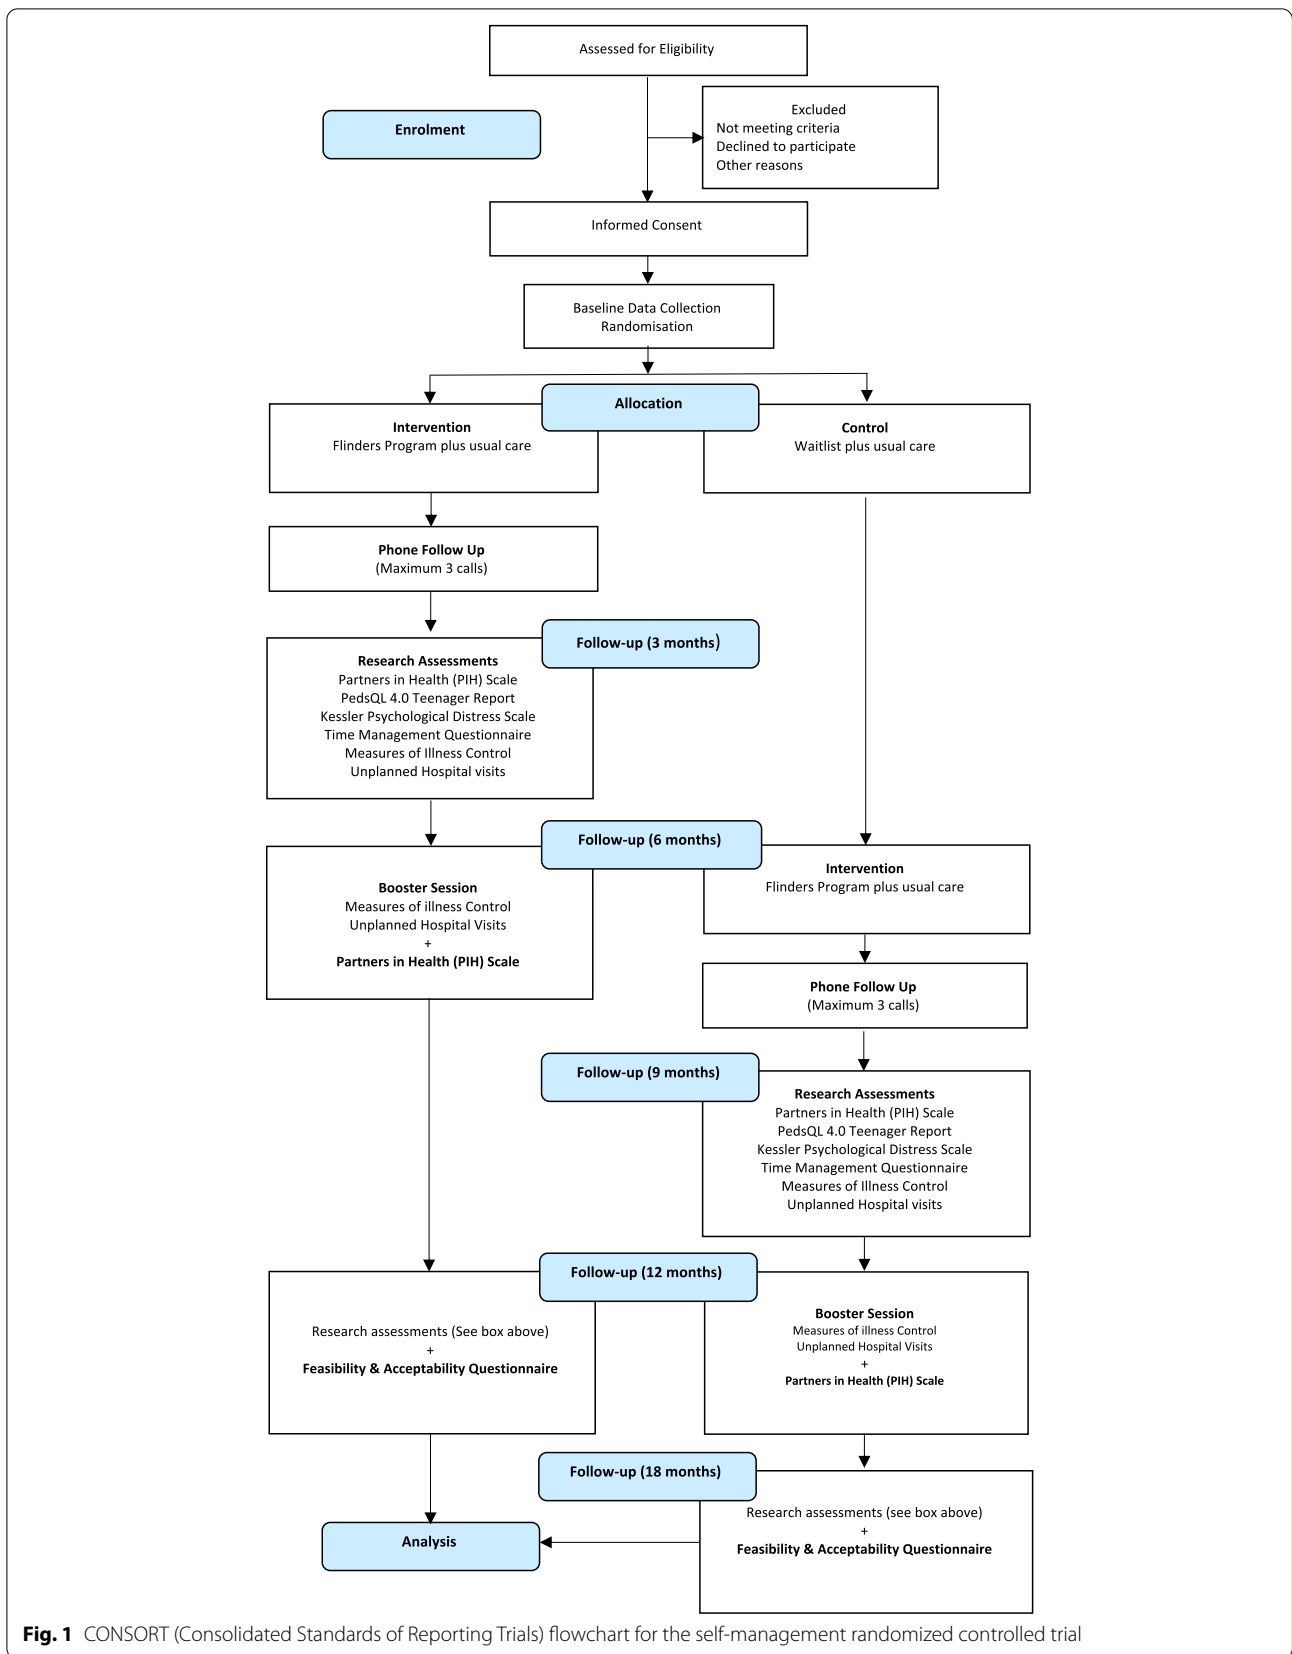 Assessed for Eligibility
Enrolment
Excluded
Not meeting criteria
Declined to participate
Other reasons
Informed Consent
Baseline Data Collection
Randomisation
Allocation
Intervention
Flinders Program plus usual care
Control
Waitlist plus usual care
Phone Follow Up
(Maximum 3 calls)
Follow-up (3 months)
Research Assessments
Partners in Health (PIH) Scale
PedsQL 4.0 Teenager Report
Kessler Psychological Distress Scale
Time Management Questionnaire
Measures of Illness Control
Unplanned Hospital visits
Follow-up (6 months)
Booster Session
Measures of illness Control
Unplanned Hospital Visits
+
Partners in Health (PIH) Scale
Intervention
Flinders Program plus usual care
Phone Follow Up
(Maximum 3 calls)
Follow-up (9 months)
Research Assessments
Partners in Health (PIH) Scale
PedsQL 4.0 Teenager Report
Kessler Psychological Distress Scale
Time Management Questionnaire
Measures of Illness Control
Unplanned Hospital visits
Follow-up (12 months)
Research assessments (See box above)
+
Feasibility & Acceptability Questionnaire
Booster Session
Measures of illness Control
Unplanned Hospital Visits
+
Partners in Health (PIH) Scale
Follow-up (18 months)
Research assessments (see box above)
+
Feasibility & Acceptability Questionnaire
Analysis
Fig. 1 CONSORT (Consolidated Standards of Reporting Trials) flowchart for the self-management randomized controlled trial